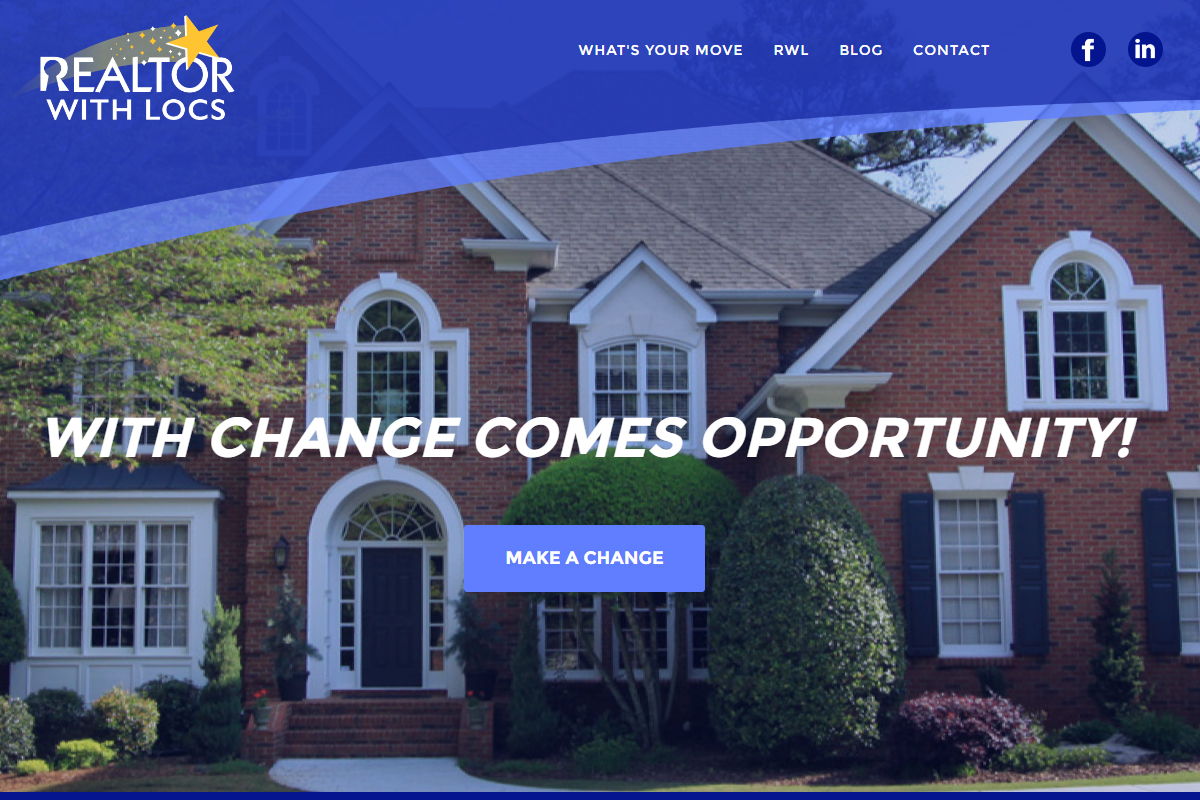 REALTOR
WITH LOCS
WHAT'S YOUR MOVE
RWL
BLOG
CONTACT
f
in
WITH CHANGE COMES OPPORTUNITY!
MAKE A CHANGE